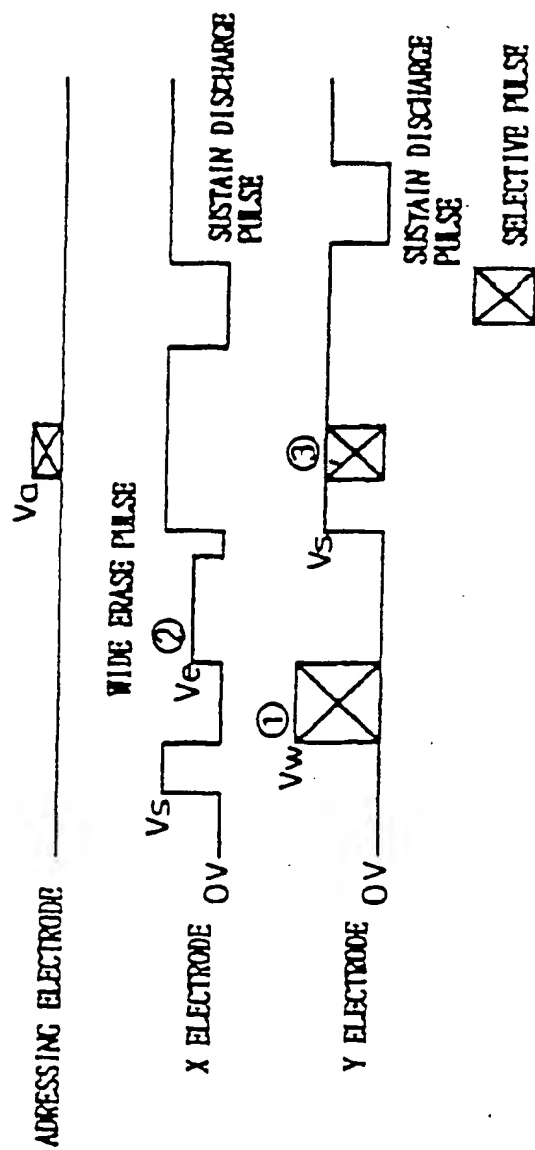 ADRESSING ELECTRODE
Va
X ELECTRODE
0V
Vs
WIDE ERASE PULSE
②
Ve
SUSTAIN DISCHARGE
PULSE
Y ELECTRODE
0V
①
Vw
Vs
③
SUSTAIN DISCHARGE
PULSE
SELECTIVE PULSE